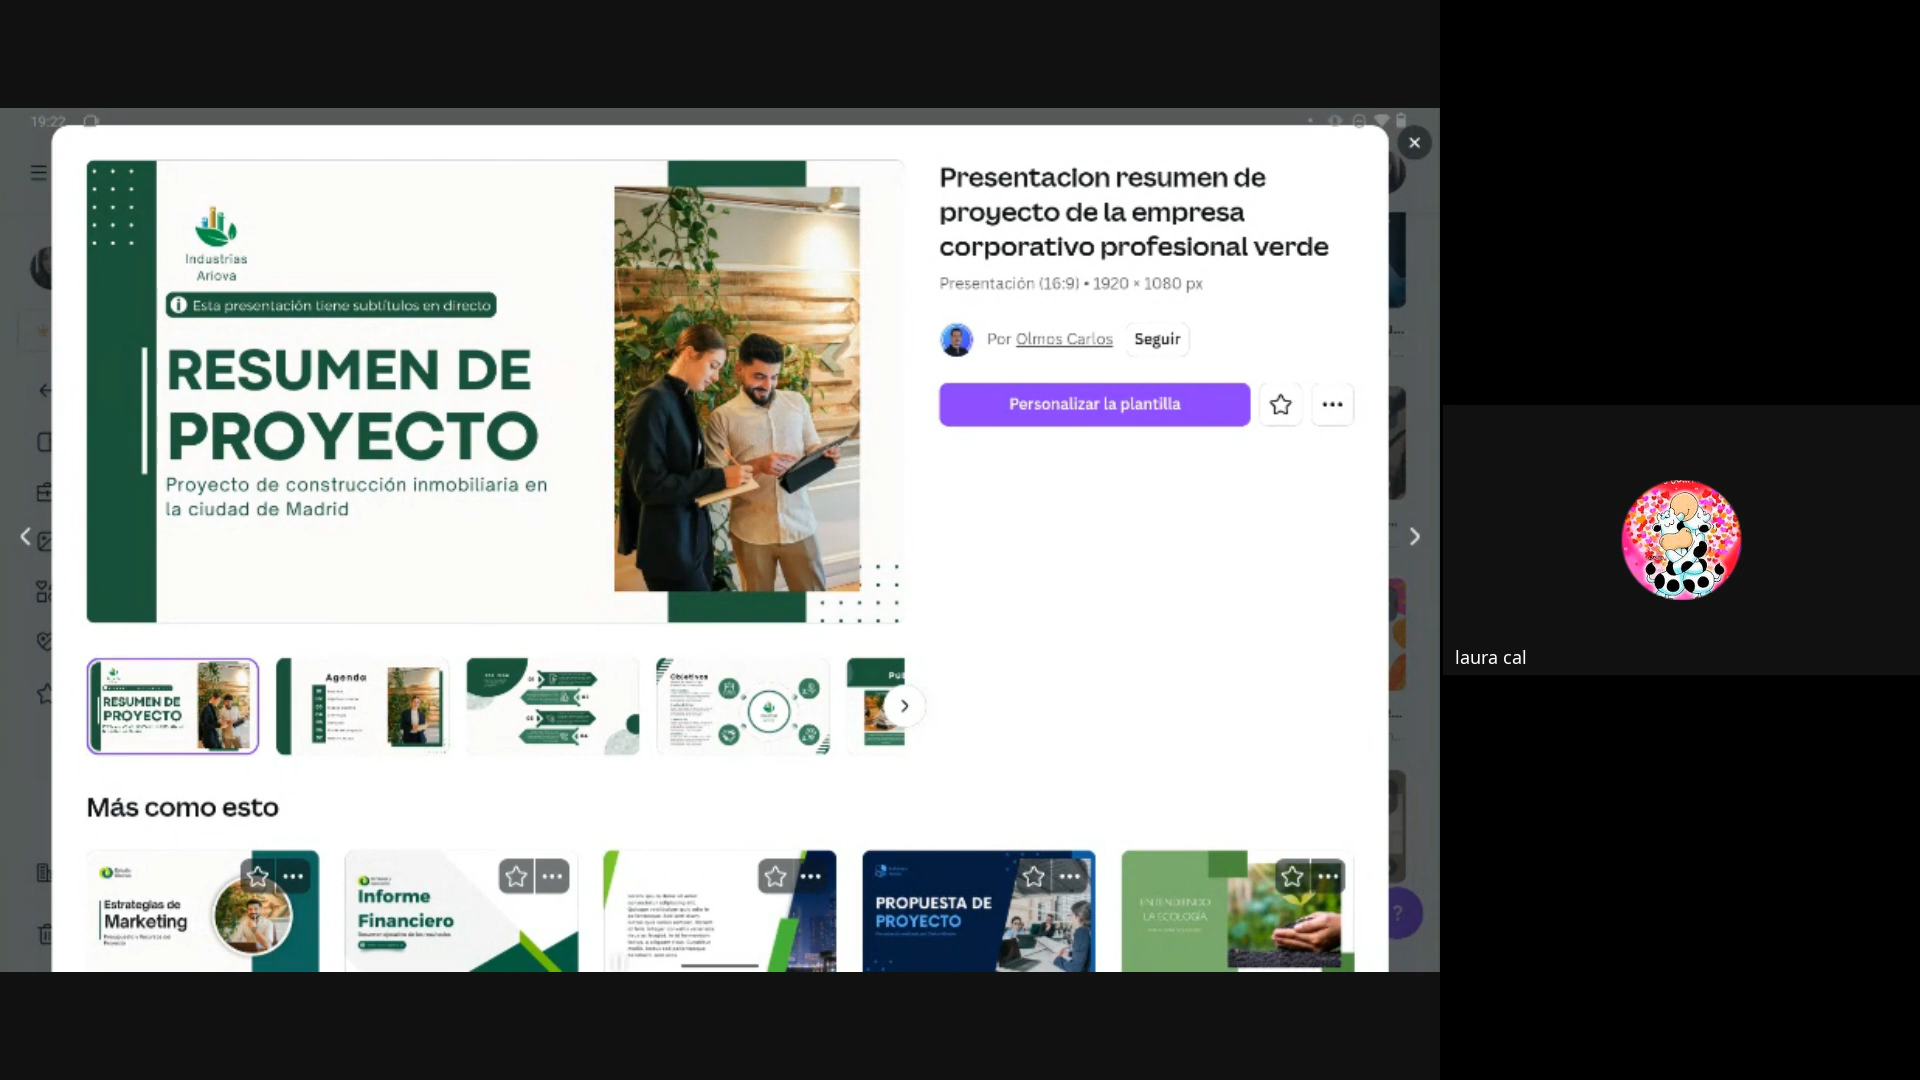 19:22
Industrias
Ariova
Esta presentación tiene subtítulos en directo
RESUMEN DE
PROYECTO
Proyecto de construcción inmobiliaria en
la ciudad de Madrid
Presentacion resumen de
proyecto de la empresa
corporativo profesional verde
Presentación (16:9) • 1920 × 1080 px
Por Olmos Carlos
Seguir
Personalizar la plantilla
RESUMEN DE
PROYECTO
Agenda
Objetivos
Más como esto
Estrategias de
Marketing
Informe
Financiero
PROPUESTA DE
PROYECTO
ENTENDIENDO
LA ECOLOGÍA
?
laura cal